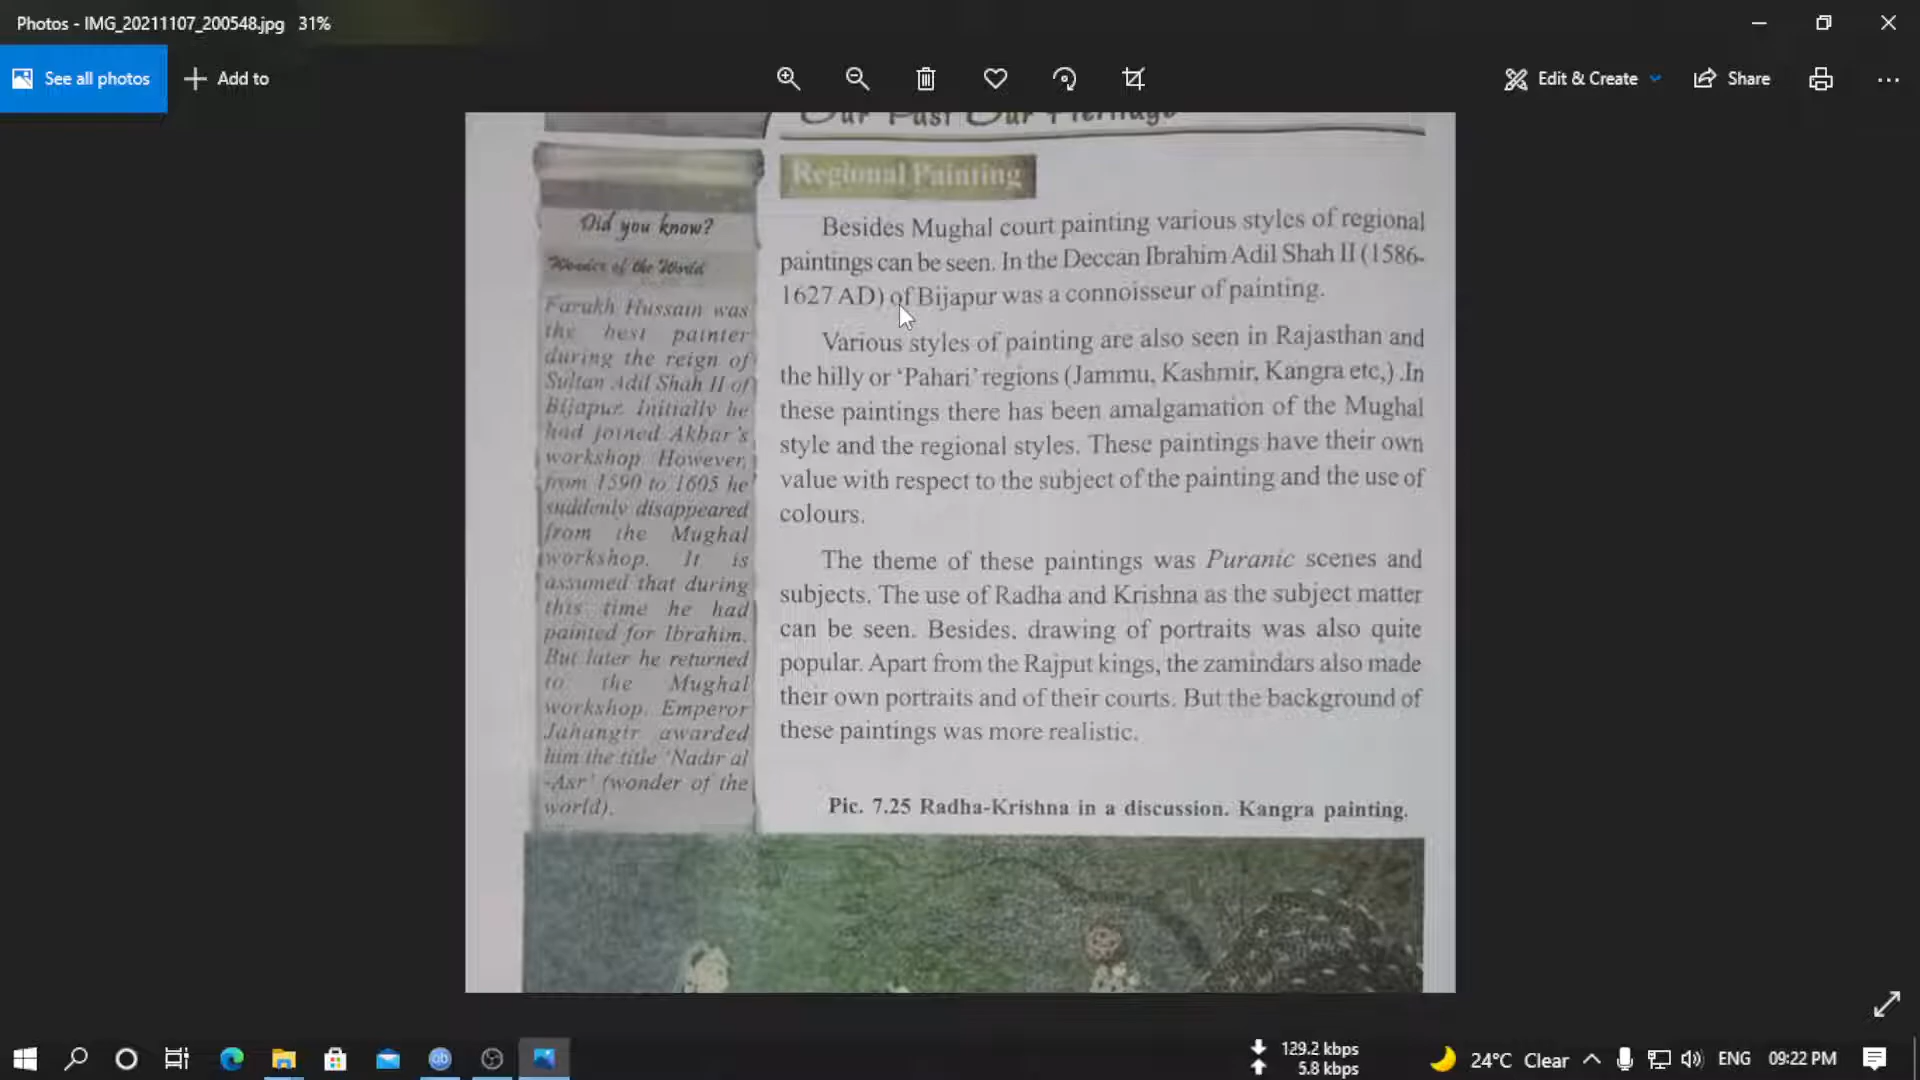 Photos - IMG_20211107_200548.jpg 31%
See all photos
Add to
Edit & Create
Share
Our Past Our Heritage
Regional Painting
Did you know?
Wonder of the World
Farukh Hussain was
the best painter
during the reign of
Sultan Adil Shah II of
Bijapur. Initially he
had joined Akbar's
workshop However,
from 1590 to 1605 he
suddenly disappeared
from the Mughal
workshop. It is
assumed that during
this time he had
painted for Ibrahim.
But later he returned
to the Mughal
workshop. Emperor
Jahangir awarded
him the title 'Nadir al
-Asr' (wonder of the
world).
Besides Mughal court painting various styles of regional
paintings can be seen. In the Deccan Ibrahim Adil Shah II (1586-
1627 AD) of Bijapur was a connoisseur of painting.
Various styles of painting are also seen in Rajasthan and
the hilly or 'Pahari' regions (Jammu, Kashmir, Kangra etc,) .In
these paintings there has been amalgamation of the Mughal
style and the regional styles. These paintings have their own
value with respect to the subject of the painting and the use of
colours.
The theme of these paintings was Puranic scenes and
subjects. The use of Radha and Krishna as the subject matter
can be seen. Besides, drawing of portraits was also quite
popular. Apart from the Rajput kings, the zamindars also made
their own portraits and of their courts. But the background of
these paintings was more realistic.
Pic. 7.25 Radha-Krishna in a discussion. Kangra painting.
129.2 kbps
5.8 kbps
24°C Clear
ENG
09:22 PM